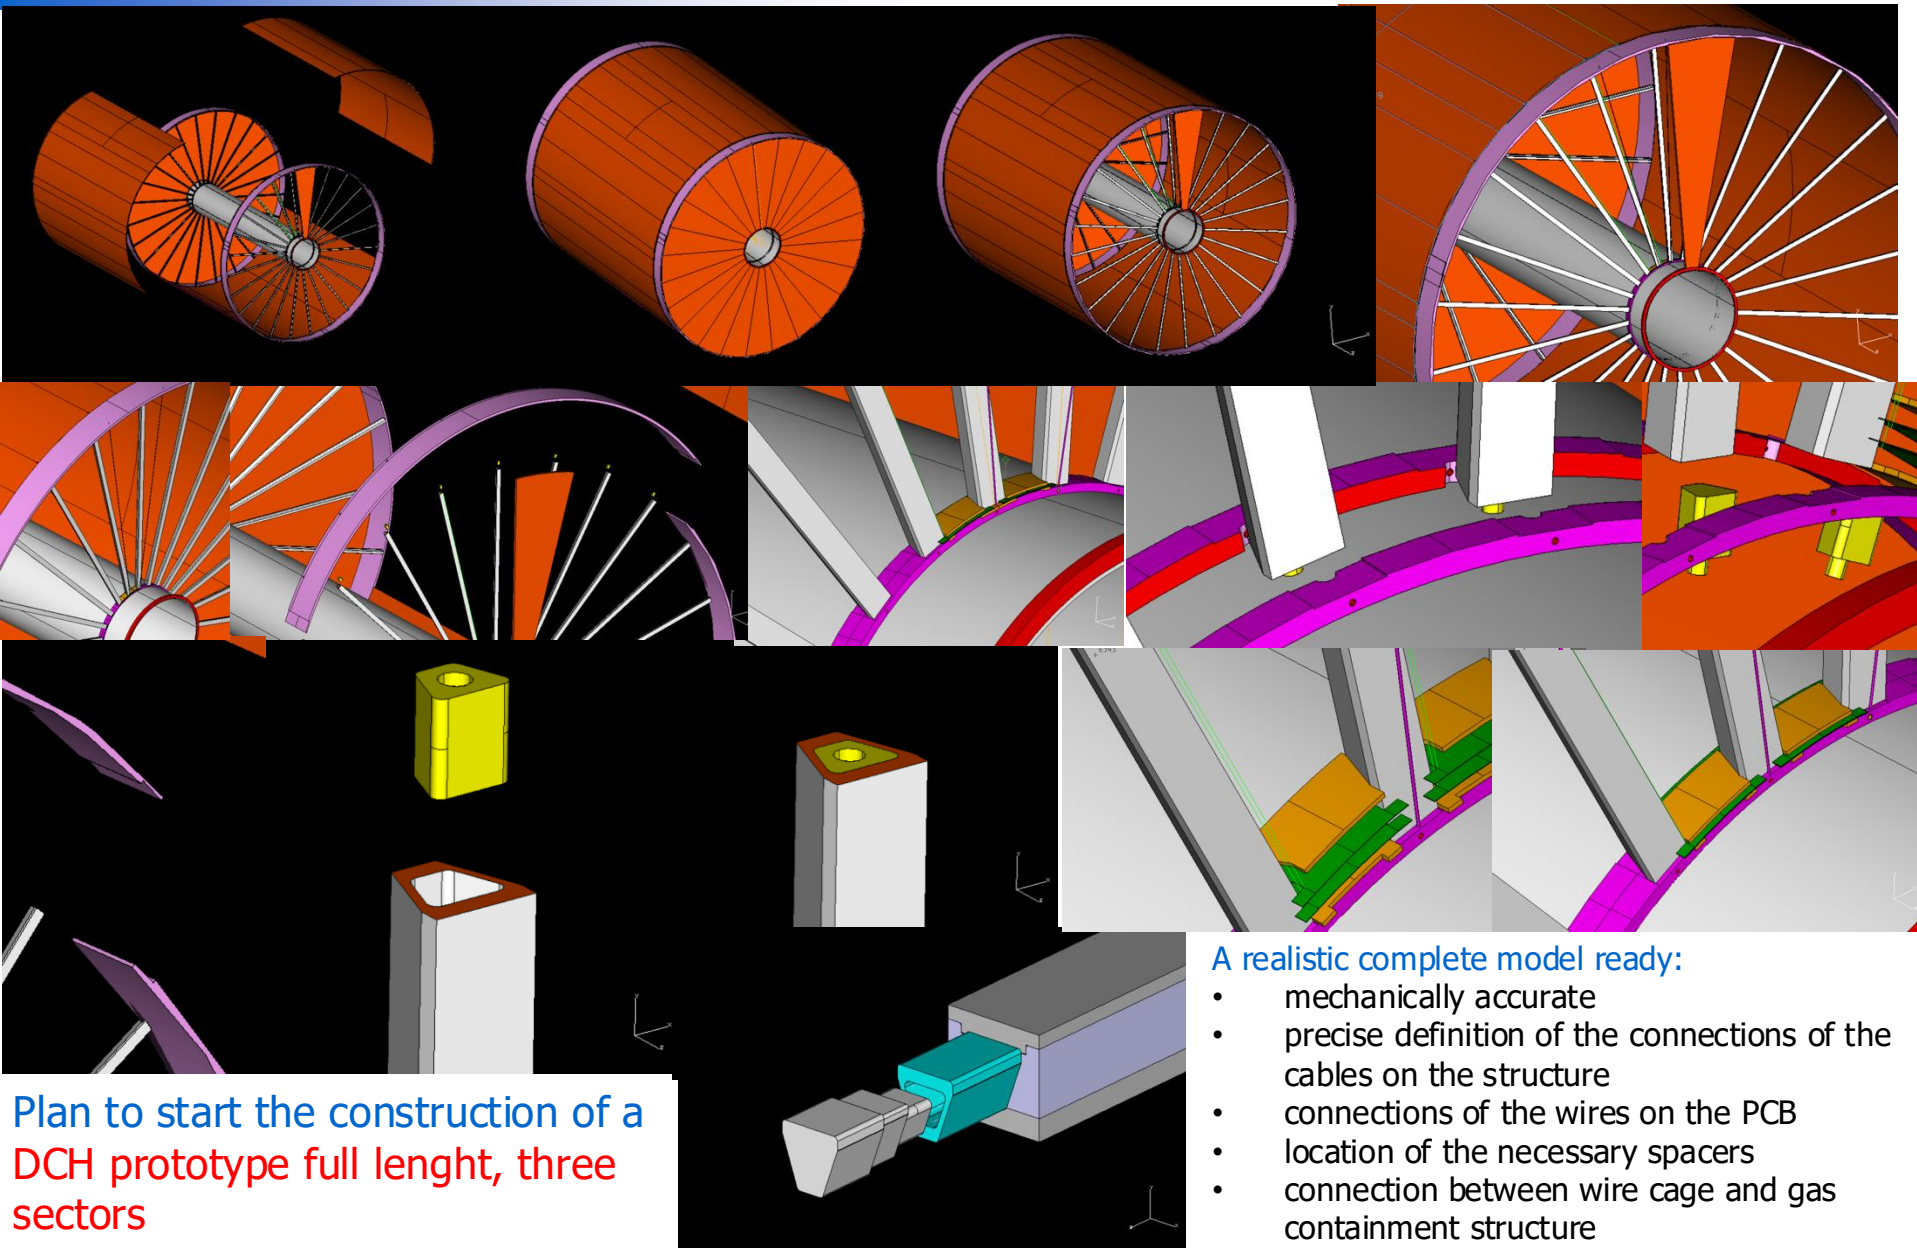 A realistic complete model ready:
• mechanically accurate
• precise definition of the connections of the
cables on the structure
• connections of the wires on the PCB
• location of the necessary spacers
• connection between wire cage and gas
containment structure
Plan to start the construction of a
DCH prototype full lenght, three
sectors